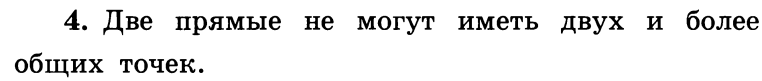 4. Две прямые не могут иметь двух и более
общих точек.